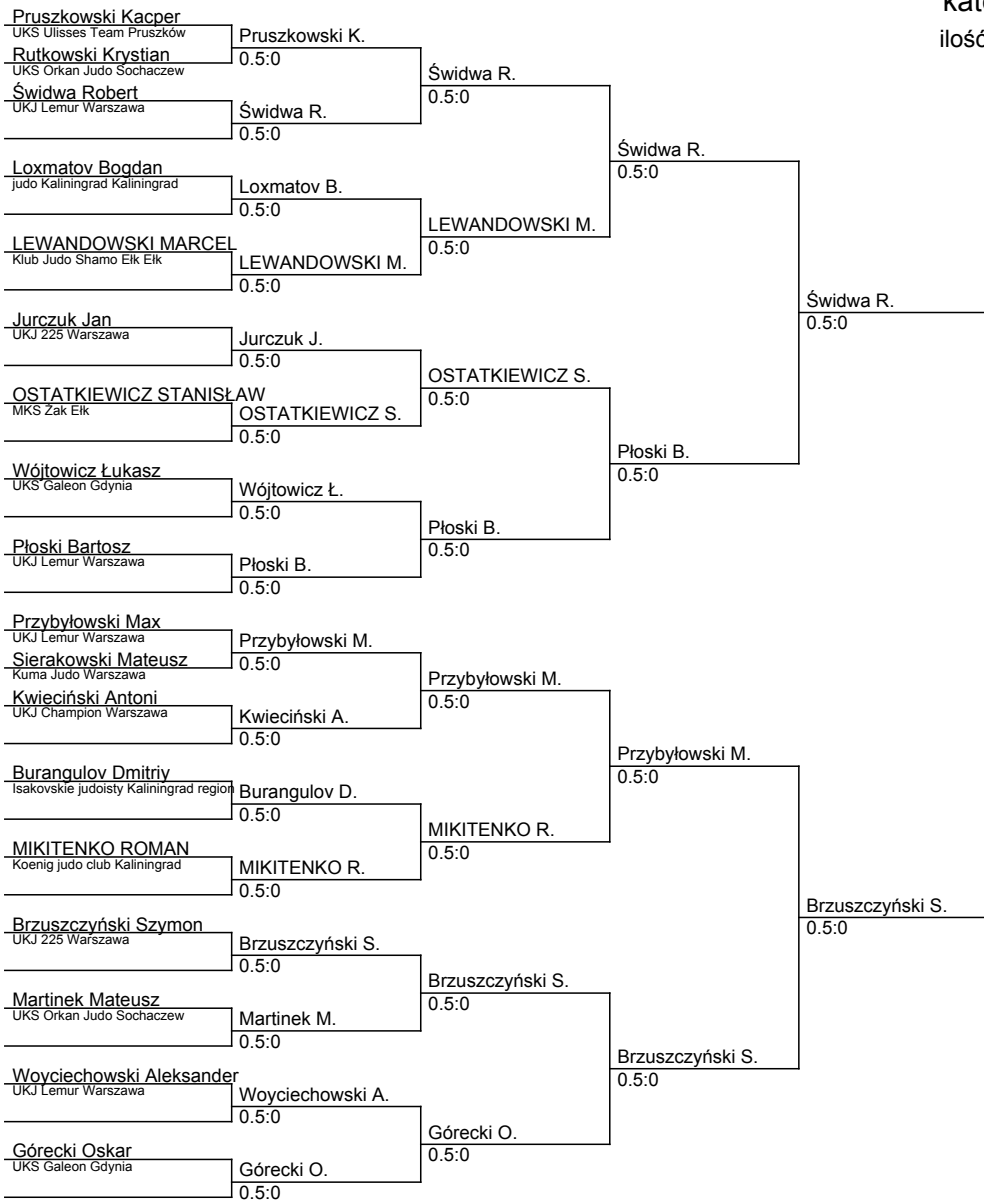 kat
ilość
Pruszkowski Kacper
UKS Ulisses Team Pruszków
Rutkowski Krystian
UKS Orkan Judo Sochaczew
Świdwa Robert
UKJ Lemur Warszawa
Loxmatov Bogdan
judo Kaliningrad Kaliningrad
LEWANDOWSKI MARCEL
Klub Judo Shamo Ełk Ełk
Jurczuk Jan
UKJ 225 Warszawa
OSTATKIEWICZ STANISŁAW
MKS Żak Ełk
Wójtowicz Łukasz
UKS Galeon Gdynia
Płoski Bartosz
UKJ Lemur Warszawa
Przybyłowski Max
UKJ Lemur Warszawa
Sierakowski Mateusz
Kuma Judo Warszawa
Kwieciński Antoni
UKJ Champion Warszawa
Burangulov Dmitriy
Isakovskie judoisty Kaliningrad region
MIKITENKO ROMAN
Koenig judo club Kaliningrad
Brzuszczyński Szymon
UKJ 225 Warszawa
Martinek Mateusz
UKS Orkan Judo Sochaczew
Woyciechowski Aleksander
UKJ Lemur Warszawa
Górecki Oskar
UKS Galeon Gdynia
Pruszkowski K.
0.5:0
Świdwa R.
0.5:0
Loxmatov B.
0.5:0
LEWANDOWSKI M.
0.5:0
Jurczuk J.
0.5:0
OSTATKIEWICZ S.
0.5:0
Wójtowicz Ł.
0.5:0
Płoski B.
0.5:0
Przybyłowski M.
0.5:0
Kwieciński A.
0.5:0
Burangulov D.
0.5:0
MIKITENKO R.
0.5:0
Brzuszczyński S.
0.5:0
Martinek M.
0.5:0
Woyciechowski A.
0.5:0
Górecki O.
0.5:0
Świdwa R.
0.5:0
LEWANDOWSKI M.
0.5:0
OSTATKIEWICZ S.
0.5:0
Płoski B.
0.5:0
Przybyłowski M.
0.5:0
MIKITENKO R.
0.5:0
Brzuszczyński S.
0.5:0
Górecki O.
0.5:0
Świdwa R.
0.5:0
Płoski B.
0.5:0
Przybyłowski M.
0.5:0
Brzuszczyński S.
0.5:0
Świdwa R.
0.5:0
Brzuszczyński S.
0.5:0